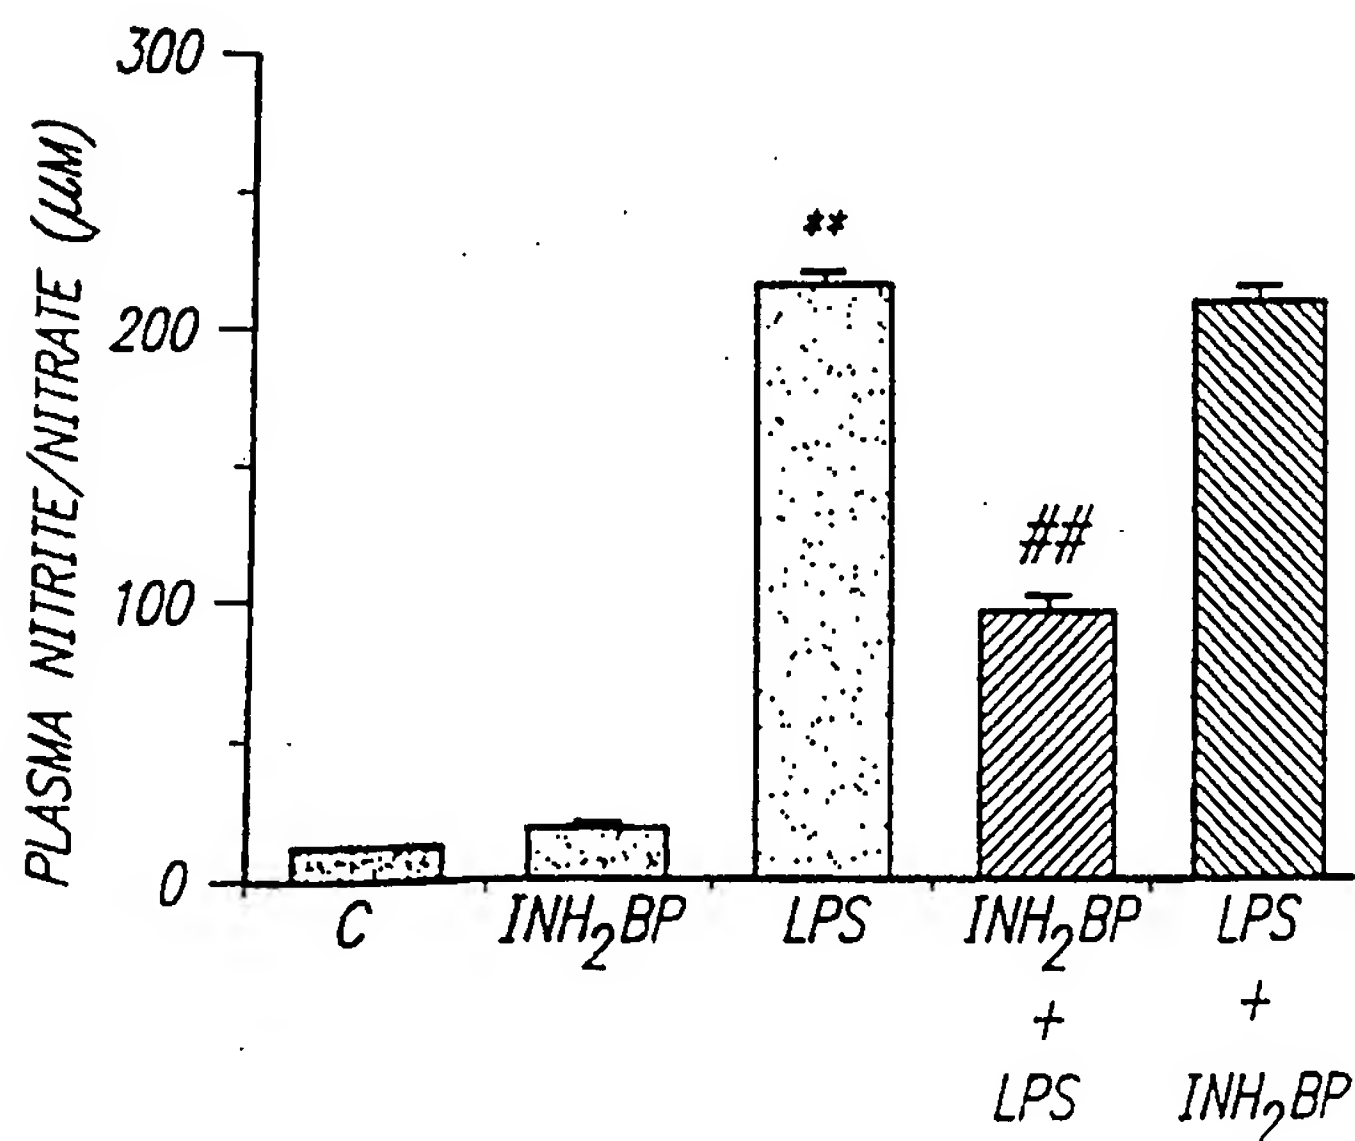 PLASMA NITRITE/NITRATE (μM)
300
200
100
0
**
##
C
INH₂BP
LPS
INH₂BP
+
LPS
LPS
+
INH₂BP